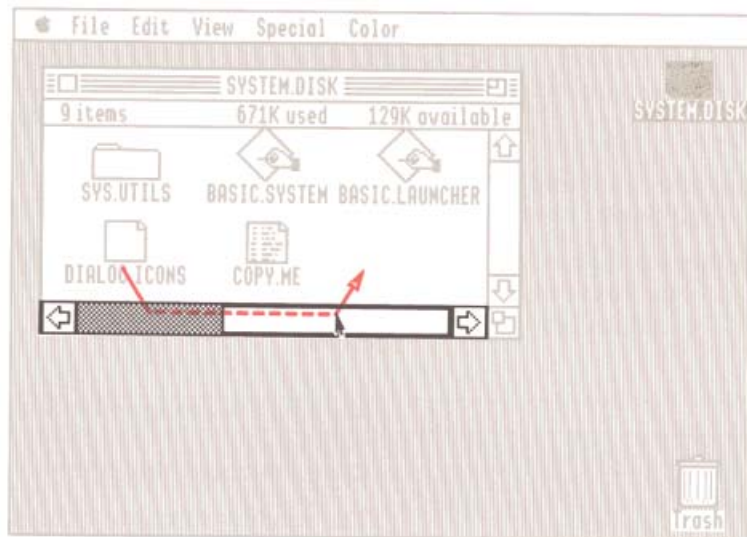 File Edit View Special Color
SYSTEM.DISK
9 items 671K used 129K available
SYSTEM.DISK
SYS.UTILS BASIC.SYSTEM BASIC.LAUNCHER
DIALOG.ICONS COPY.ME
Trash